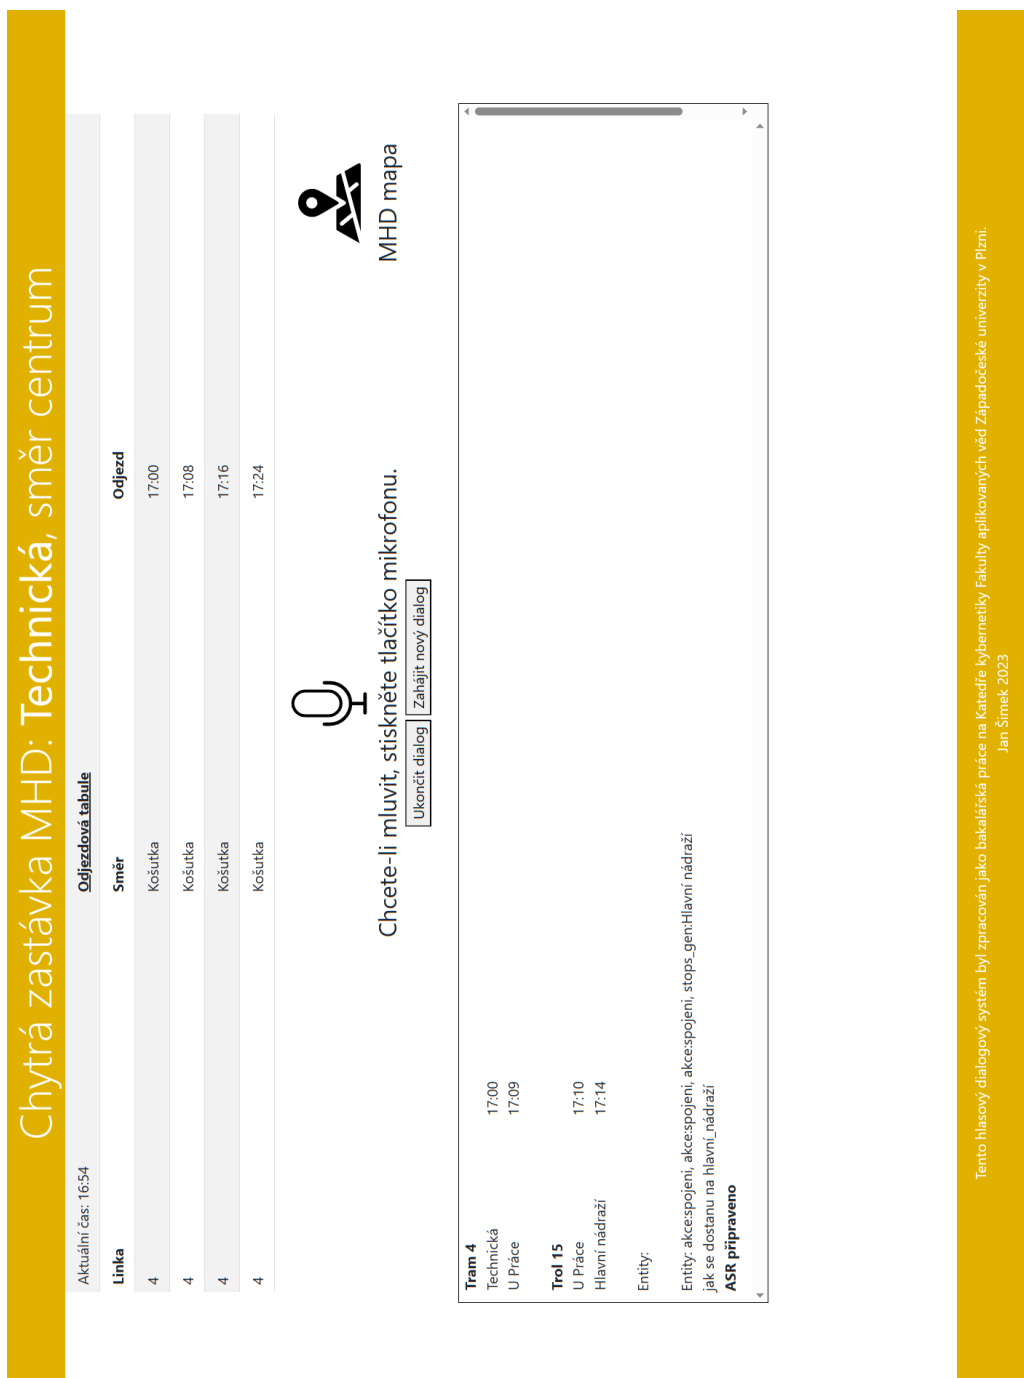 Chytrá zastávka MHD: Technická, směr centrum
Aktuální čas: 16:54 Odjezdová tabule
Linka Směr Odjezd
4 Košutka 17:00
4 Košutka 17:08
4 Košutka 17:16
4 Košutka 17:24
Chcete-li mluvit, stiskněte tlačítko mikrofonu.
MHD mapa
Ukončit dialog Zahájit nový dialog
Tram 4
Technická 17:00
U Práce 17:09
Trol 15
U Práce 17:10
Hlavní nádraží 17:14
Entity:
Entity: akce:spojeni, akce:spojeni, akce:spojeni, akce:spojeni, stops_gen:Hlavní nádraží
jak se dostanu na hlavní_nádraží
ASR připraveno
Tento hlasový dialogový systém byl zpracován jako bakalářská práce na Katedře kybernetiky Fakulty aplikovaných věd Západočeské univerzity v Plzni.
Jan Šimek 2023